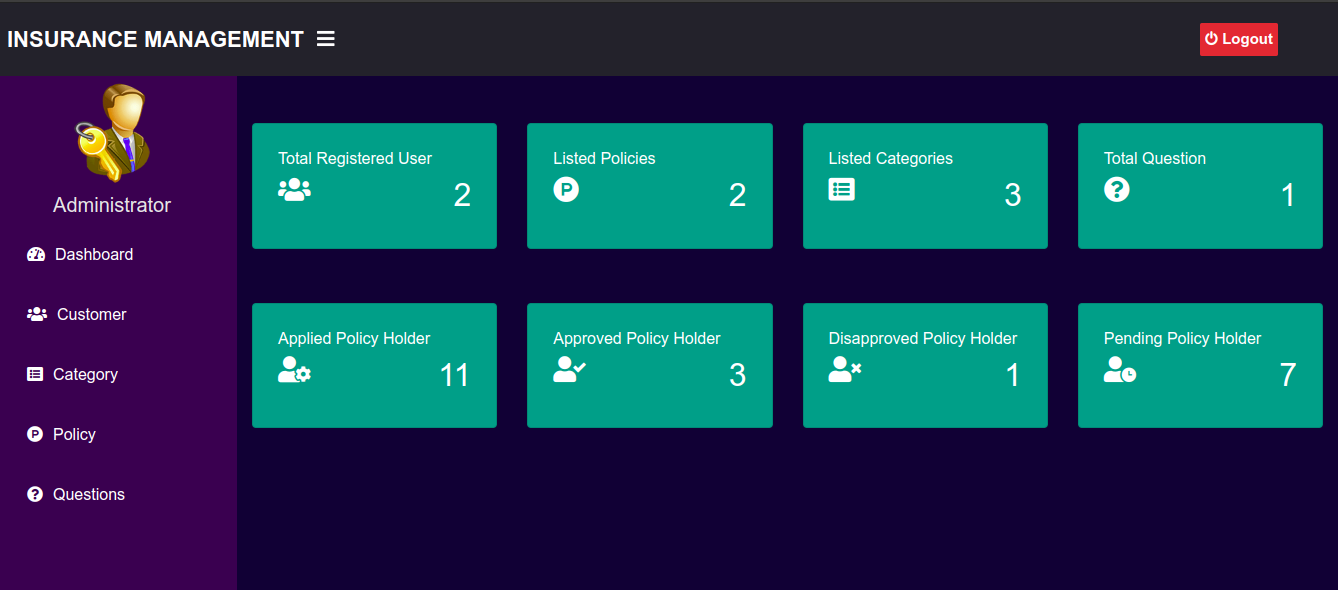 INSURANCE MANAGEMENT
Logout
Administrator
Dashboard
Customer
Category
Policy
Questions
Total Registered User
2
Listed Policies
P
2
Listed Categories
3
Total Question
?
1
Applied Policy Holder
11
Approved Policy Holder
3
Disapproved Policy Holder
1
Pending Policy Holder
7